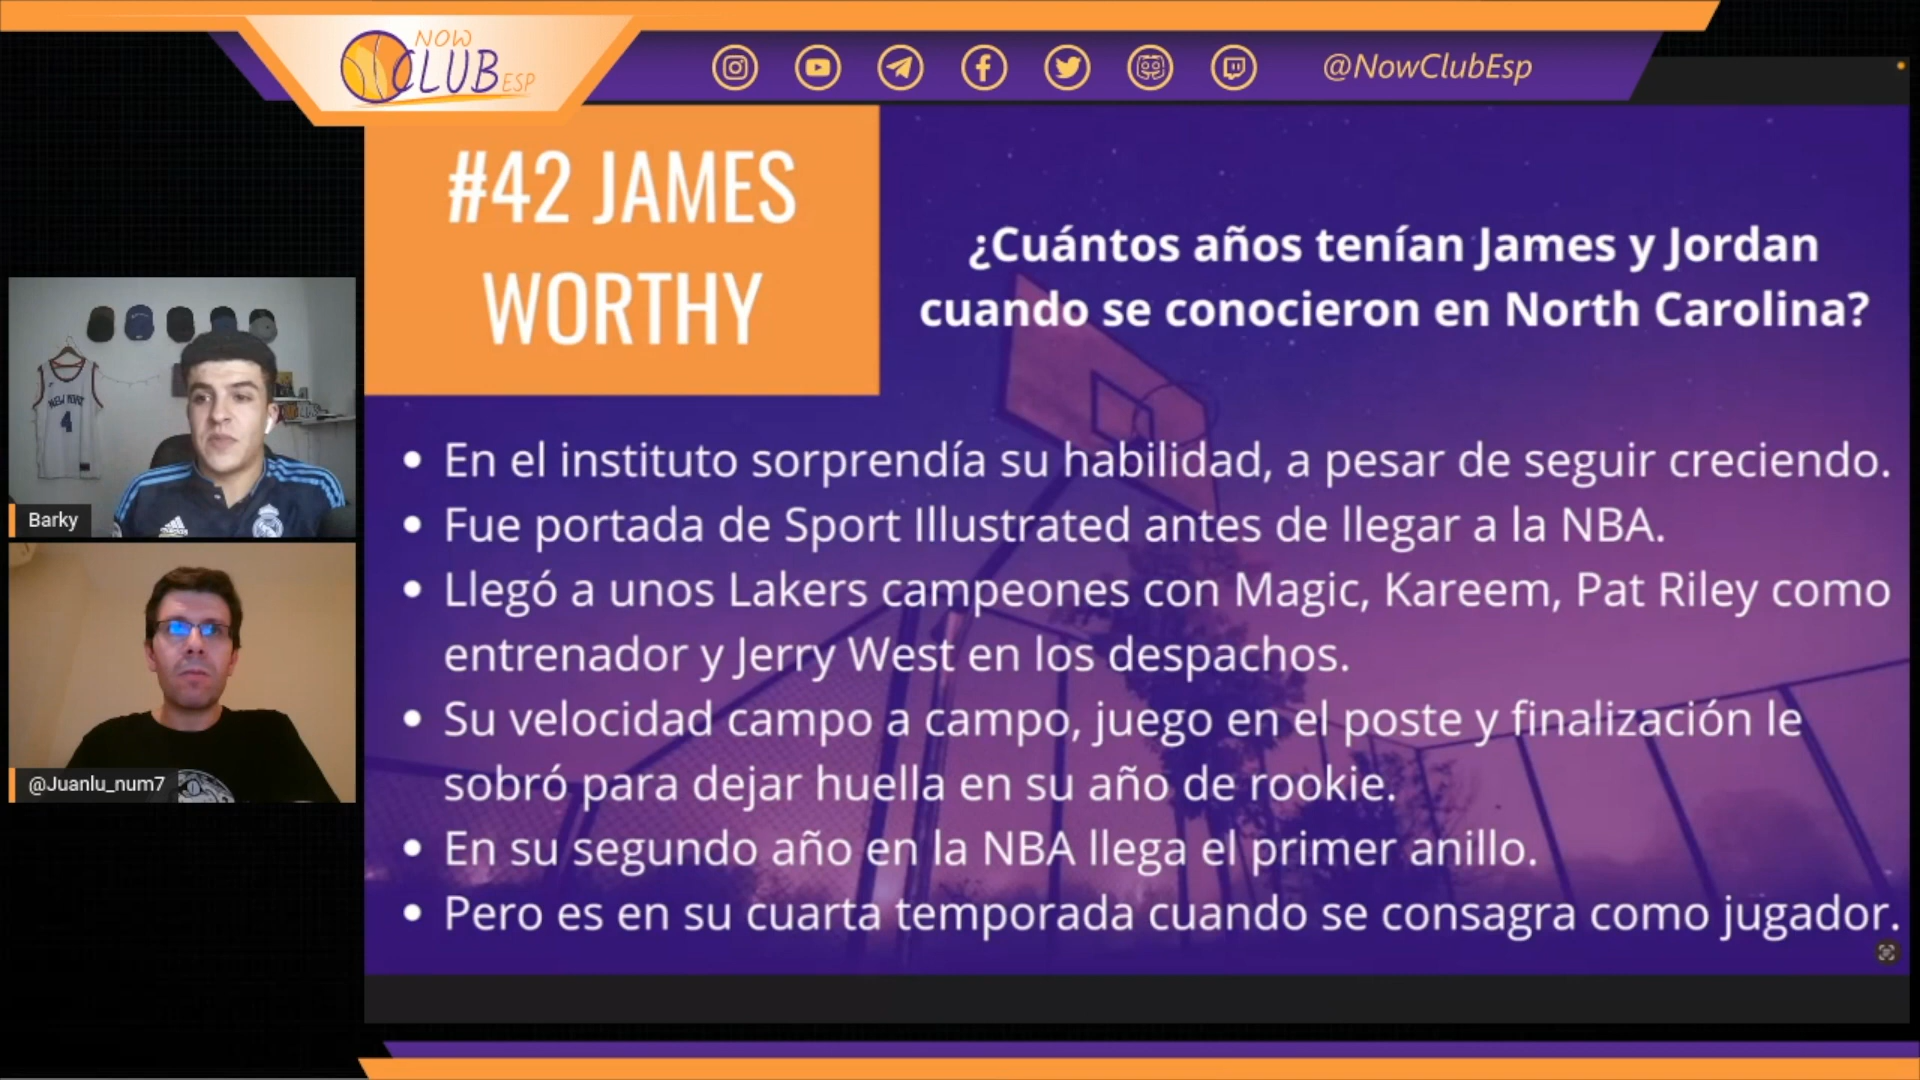 NOW
CLUB ESP
@NowClubEsp
#42 JAMES
WORTHY
¿Cuántos años tenían James y Jordan
cuando se conocieron en North Carolina?
• En el instituto sorprendía su habilidad, a pesar de seguir creciendo.
• Fue portada de Sport Illustrated antes de llegar a la NBA.
• Llegó a unos Lakers campeones con Magic, Kareem, Pat Riley como
entrenador y Jerry West en los despachos.
• Su velocidad campo a campo, juego en el poste y finalización le
sobró para dejar huella en su año de rookie.
• En su segundo año en la NBA llega el primer anillo.
• Pero es en su cuarta temporada cuando se consagra como jugador.
NEW YORK
4
Barky
@Juanlu_num7